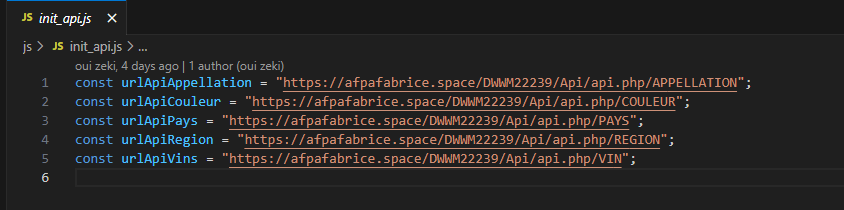 JS init_api.js ×
js > JS init_api.js > ...
oui zeki, 4 days ago | 1 author (oui zeki)
1 const urlApiAppellation = "https://afpafabrice.space/DWWM22239/Api/api.php/APPELLATION";
2 const urlApiCouleur = "https://afpafabrice.space/DWWM22239/Api/api.php/COULEUR";
3 const urlApiPays = "https://afpafabrice.space/DWWM22239/Api/api.php/PAYS";
4 const urlApiRegion = "https://afpafabrice.space/DWWM22239/Api/api.php/REGION";
5 const urlApiVins = "https://afpafabrice.space/DWWM22239/Api/api.php/VIN";
6